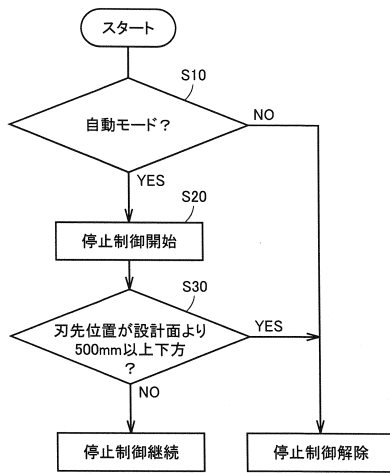 スタート
S10
自動モード？
NO
YES
S20
停止制御開始
S30
刃先位置が設計面より
500mm以上下方
？
YES
NO
停止制御継続
停止制御解除